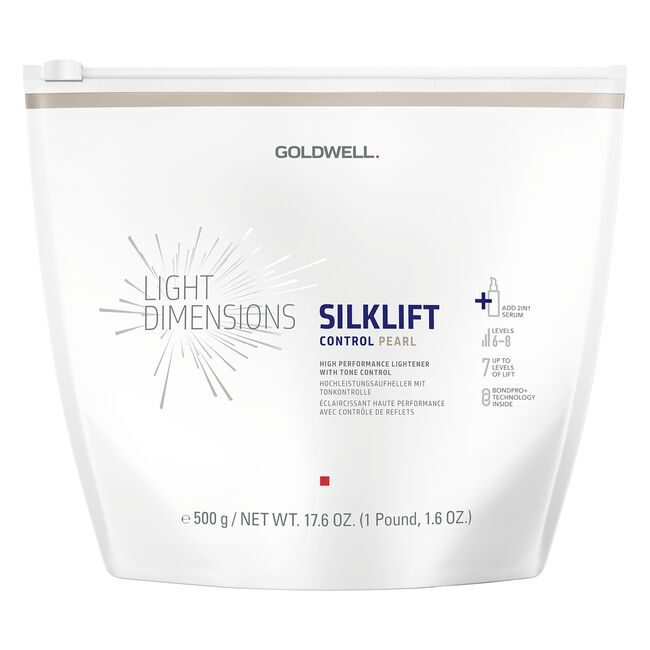 GOLDWELL.
LIGHT
DIMENSIONS
SILKLIFT
CONTROL PEARL
HIGH PERFORMANCE LIGHTENER
WITH TONE CONTROL
HOCHLEISTUNGSAUFHELLER MIT
TONKONTROLLE
ÉCLAIRCISSANT HAUTE PERFORMANCE
AVEC CONTRÔLE DE REFLETS
+ ADD 2IN1
SERUM
LEVELS
6–8
7 UP TO
LEVELS
OF LIFT
BONDPRO+
TECHNOLOGY
INSIDE
℮ 500 g / NET WT. 17.6 OZ. (1 Pound, 1.6 OZ.)